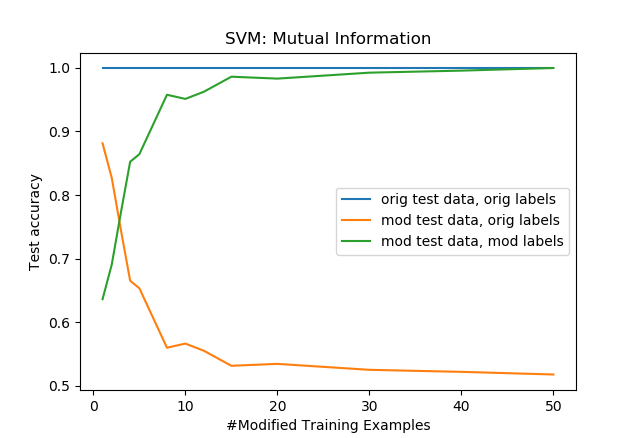 SVM: Mutual Information
1.0
0.9
0.8
0.7
0.6
0.5
Test accuracy
orig test data, orig labels
mod test data, orig labels
mod test data, mod labels
0 10 20 30 40 50
#Modified Training Examples